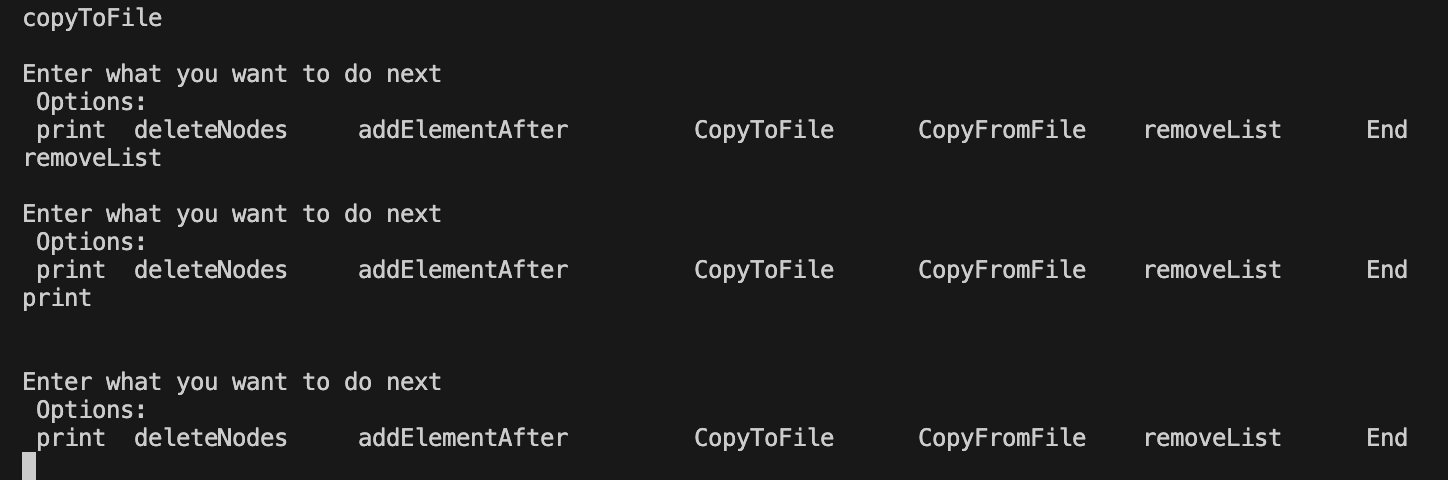 copyToFile
Enter what you want to do next
Options:
print deleteNodes addElementAfter CopyToFile CopyFromFile removeList End
removeList
Enter what you want to do next
Options:
print deleteNodes addElementAfter CopyToFile CopyFromFile removeList End
print
Enter what you want to do next
Options:
print deleteNodes addElementAfter CopyToFile CopyFromFile removeList End